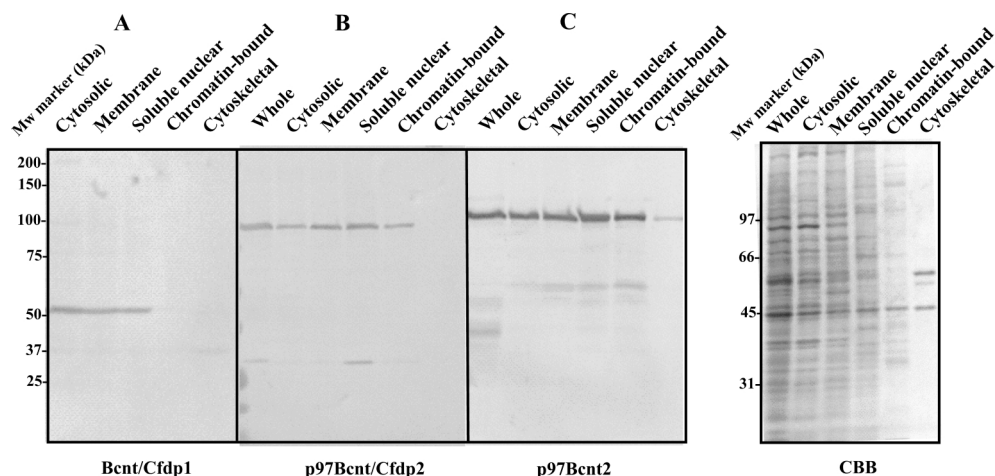 A
B
C
Mw marker (kDa)
Cytosolic
Membrane
Soluble nuclear
Chromatin-bound
Cytoskeletal
Whole
Cytosolic
Membrane
Soluble nuclear
Chromatin-bound
Cytoskeletal
Whole
Cytosolic
Membrane
Soluble nuclear
Chromatin-bound
Cytoskeletal
Mw marker (kDa)
Whole
Cytosolic
Membrane
Soluble nuclear
Chromatin-bound
Cytoskeletal
200-
150-
100-
75-
50-
37-
25-
97-
66-
45-
31-
Bcnt/Cfdp1
p97Bcnt/Cfdp2
p97Bcnt2
CBB